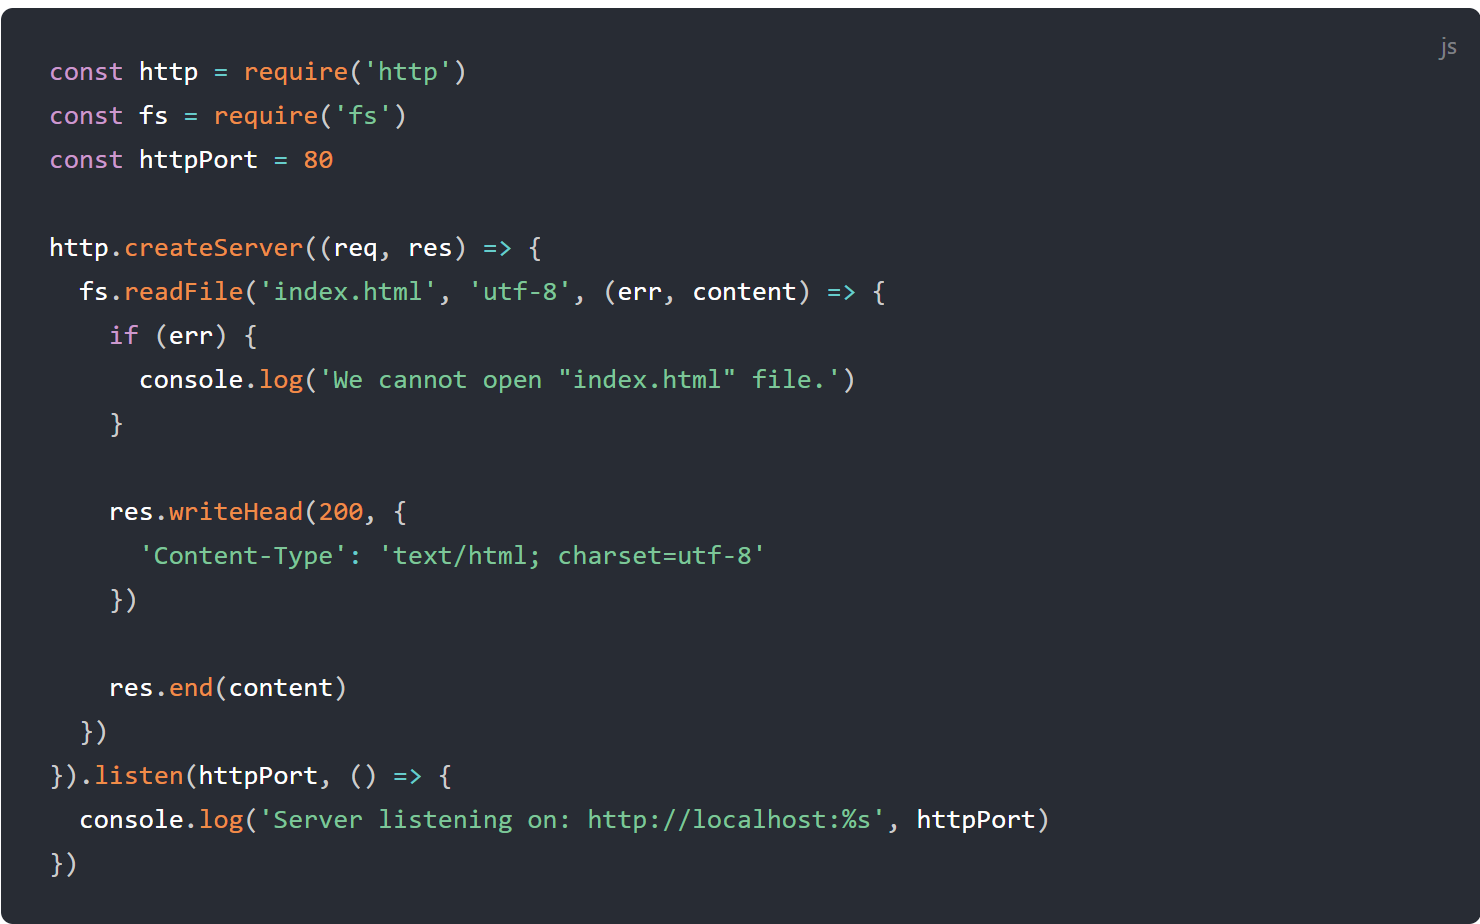 js
const http = require('http')
const fs = require('fs')
const httpPort = 80

http.createServer((req, res) => {
  fs.readFile('index.html', 'utf-8', (err, content) => {
    if (err) {
      console.log('We cannot open "index.html" file.')
    }

    res.writeHead(200, {
      'Content-Type': 'text/html; charset=utf-8'
    })

    res.end(content)
  })
}).listen(httpPort, () => {
  console.log('Server listening on: http://localhost:%s', httpPort)
})